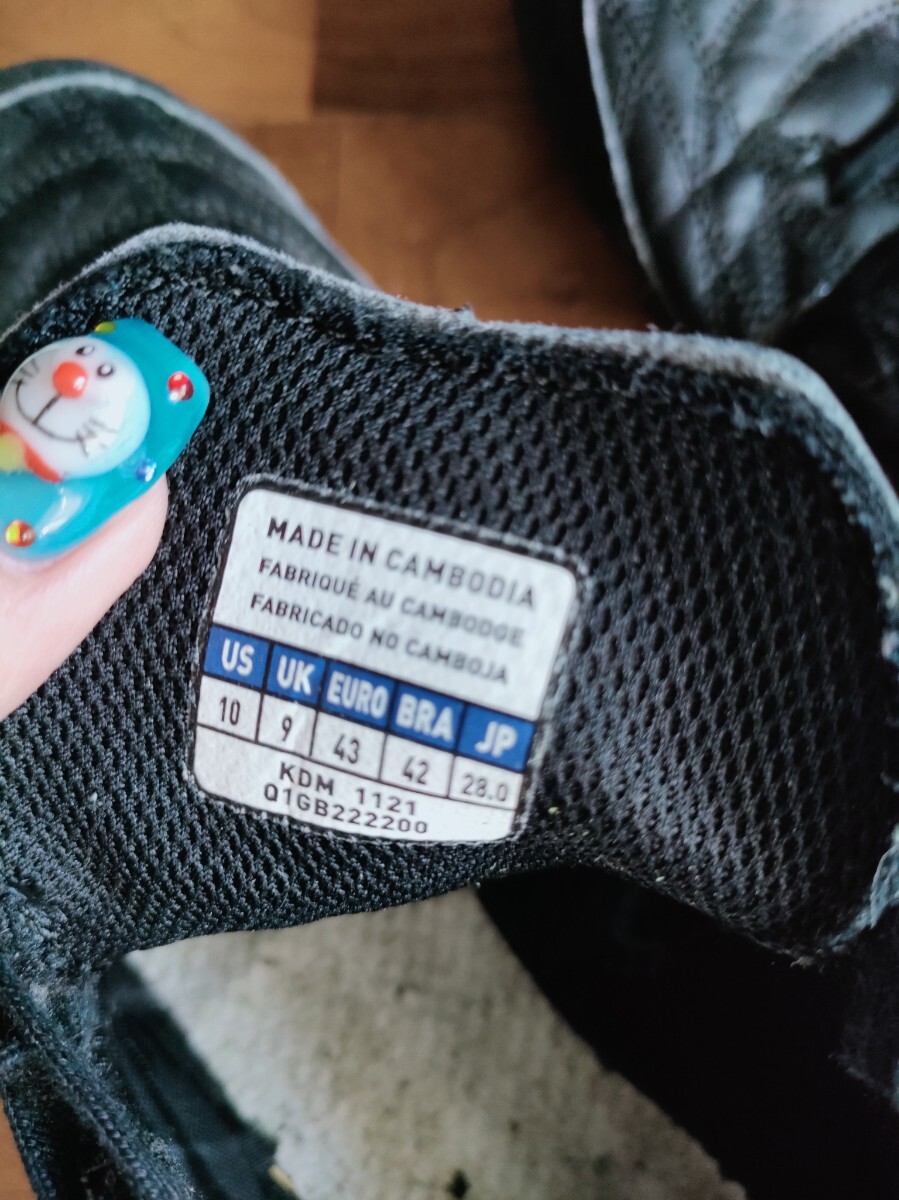 MADE IN CAMBODIA
FABRIQUÉ AU CAMBODGE
FABRICADO NO CAMBOJA
US UK EURO BRA JP
10 9 43 42 28.0
KDM 1121
Q1GB222200